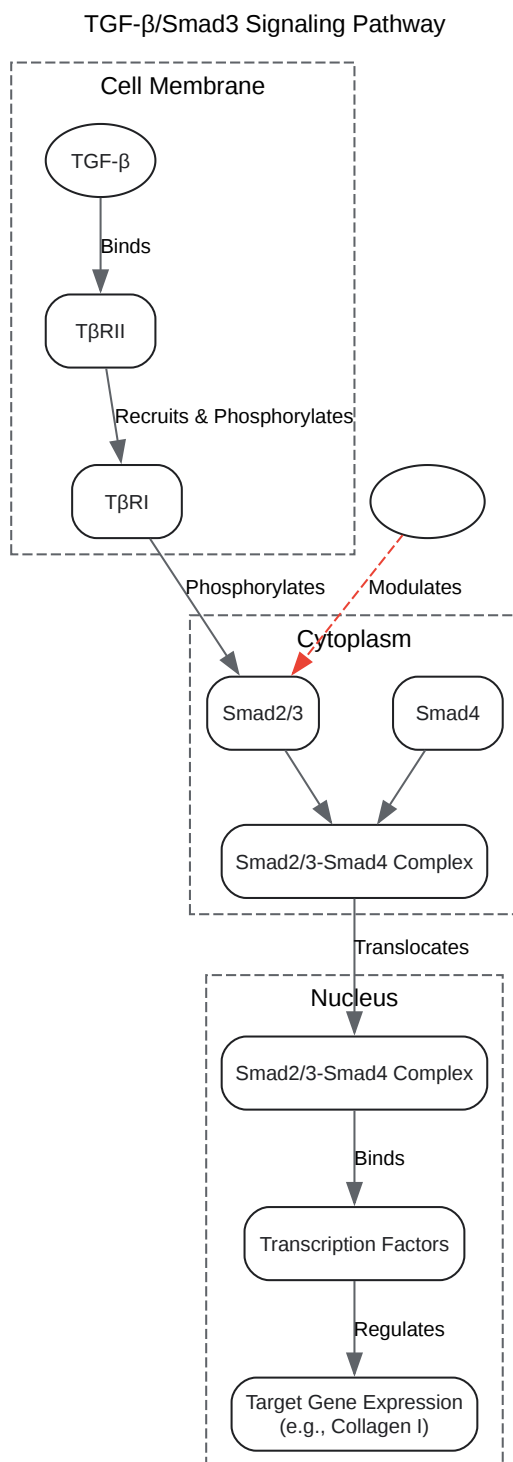 TGF-β/Smad3 Signaling Pathway
Cell Membrane
TGF-β
Binds
TβRII
Recruits & Phosphorylates
TβRI
Phosphorylates
Modulates
Cytoplasm
Smad2/3
Smad4
Smad2/3-Smad4 Complex
Translocates
Nucleus
Smad2/3-Smad4 Complex
Binds
Transcription Factors
Regulates
Target Gene Expression
(e.g., Collagen I)